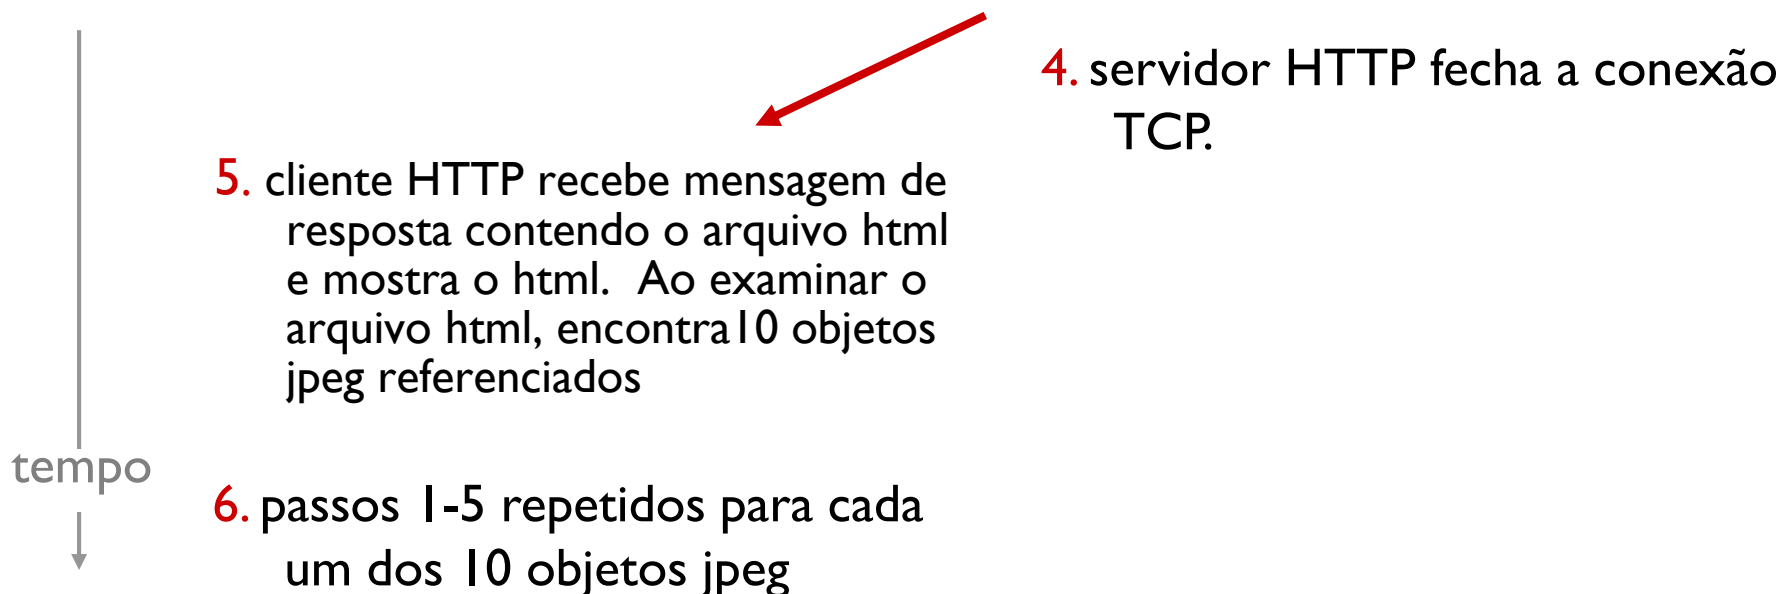 4. servidor HTTP fecha a conexão
TCP.
5. cliente HTTP recebe mensagem de
resposta contendo o arquivo html
e mostra o html. Ao examinar o
arquivo html, encontra10 objetos
jpeg referenciados
tempo
6. passos 1-5 repetidos para cada
um dos 10 objetos jpeg